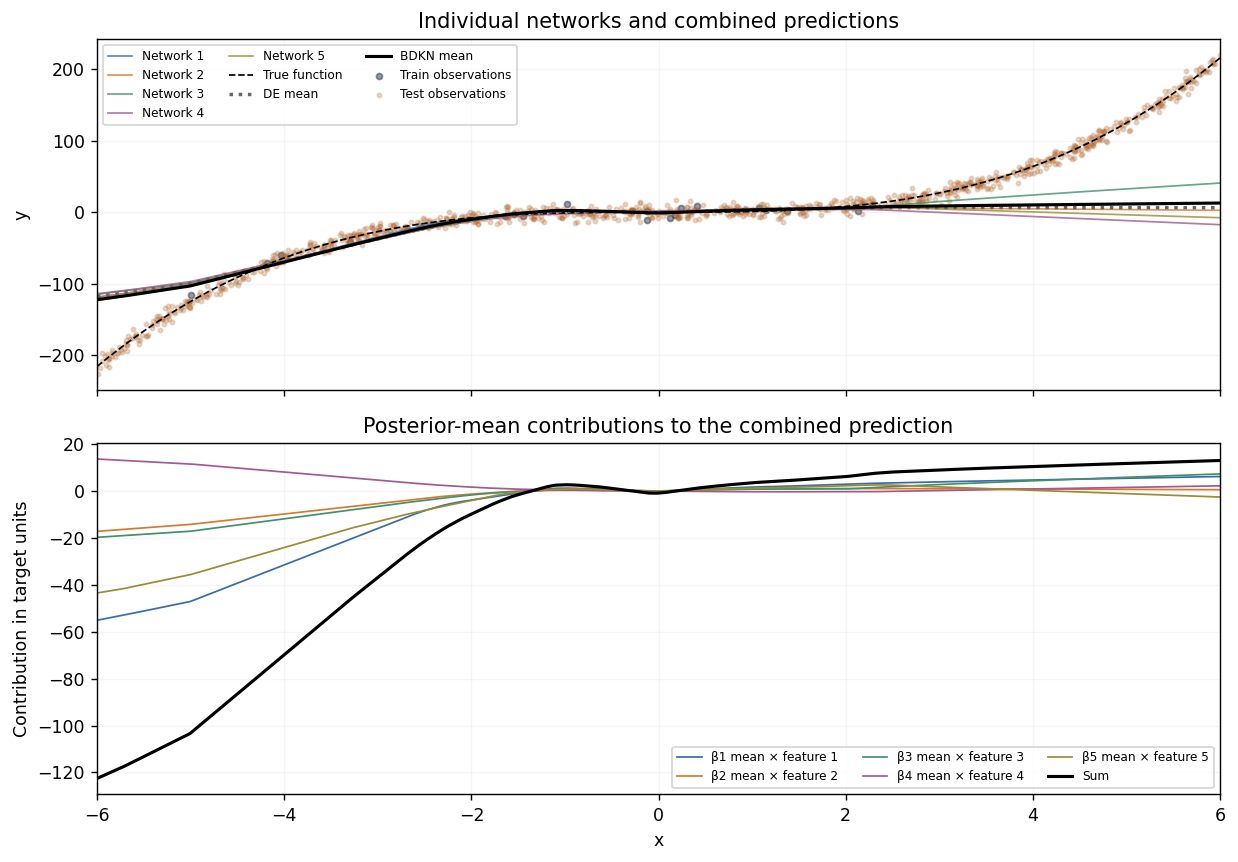 Individual networks and combined predictions
Network 1
Network 2
Network 3
Network 4
Network 5
True function
DE mean
BDKN mean
Train observations
Test observations
y
200
100
0
−100
−200
Posterior-mean contributions to the combined prediction
Contribution in target units
20
0
−20
−40
−60
−80
−100
−120
β1 mean × feature 1
β2 mean × feature 2
β3 mean × feature 3
β4 mean × feature 4
β5 mean × feature 5
Sum
−6 −4 −2 0 2 4 6
x